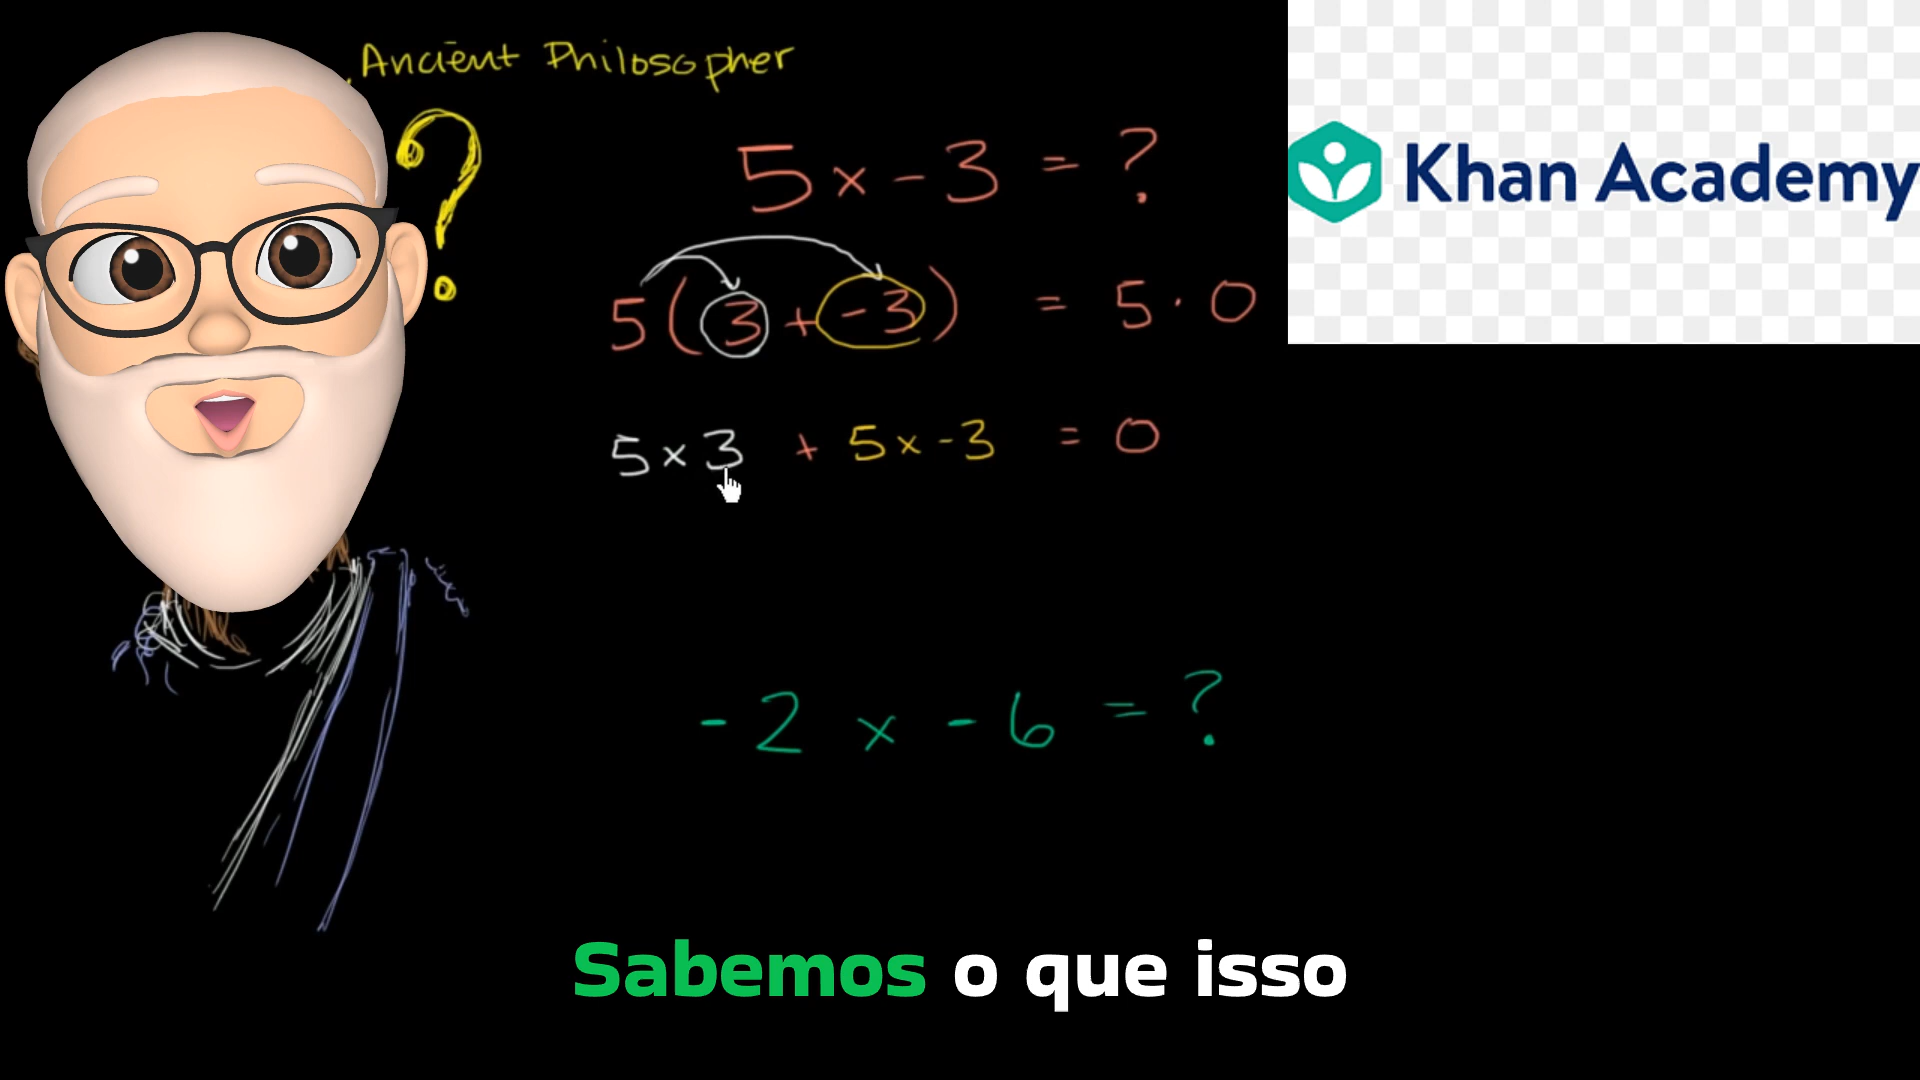 Ancient Philosopher
?
5 x -3 = ?
5(3 + -3) = 5 · 0
5 x 3 + 5 x -3 = 0
-2 x -6 = ?
Khan Academy
Sabemos o que isso